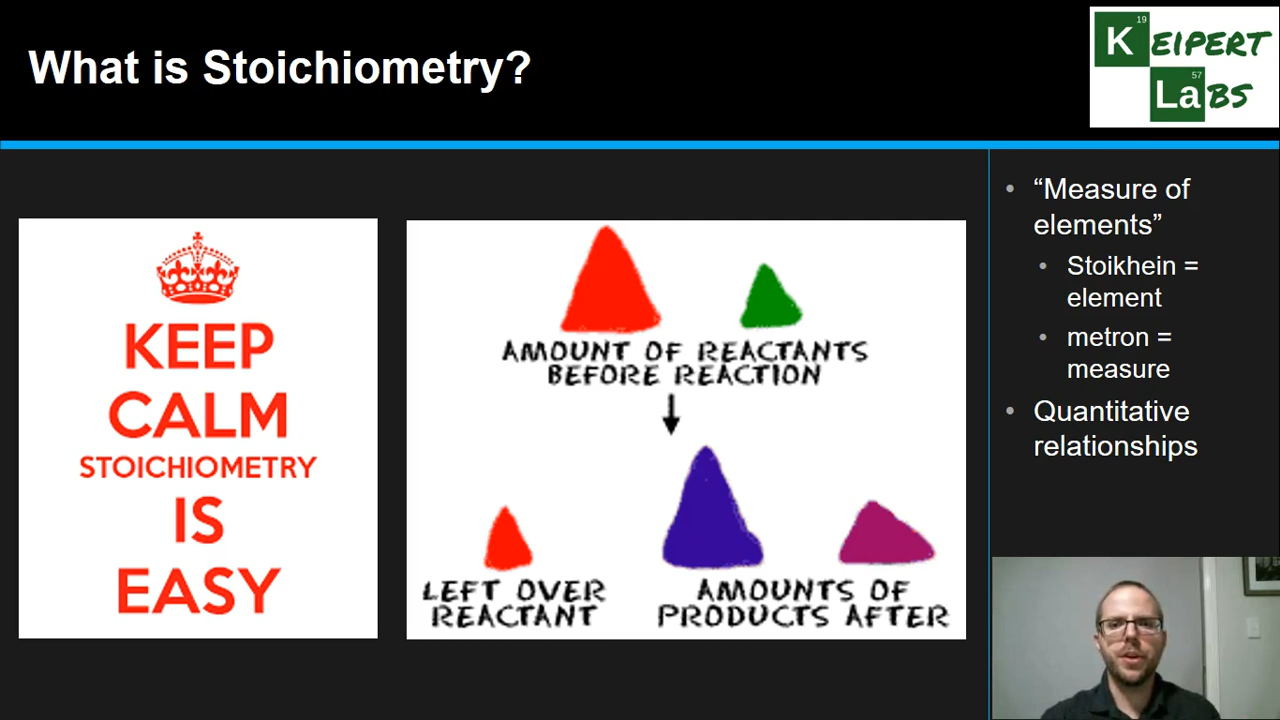 What is Stoichiometry?
19
K EIPERT
57
La BS
KEEP
CALM
STOICHIOMETRY
IS
EASY
AMOUNT OF REACTANTS
BEFORE REACTION
LEFT OVER
REACTANT
AMOUNTS OF
PRODUCTS AFTER
• “Measure of
elements”
• Stoikhein =
element
• metron =
measure
• Quantitative
relationships